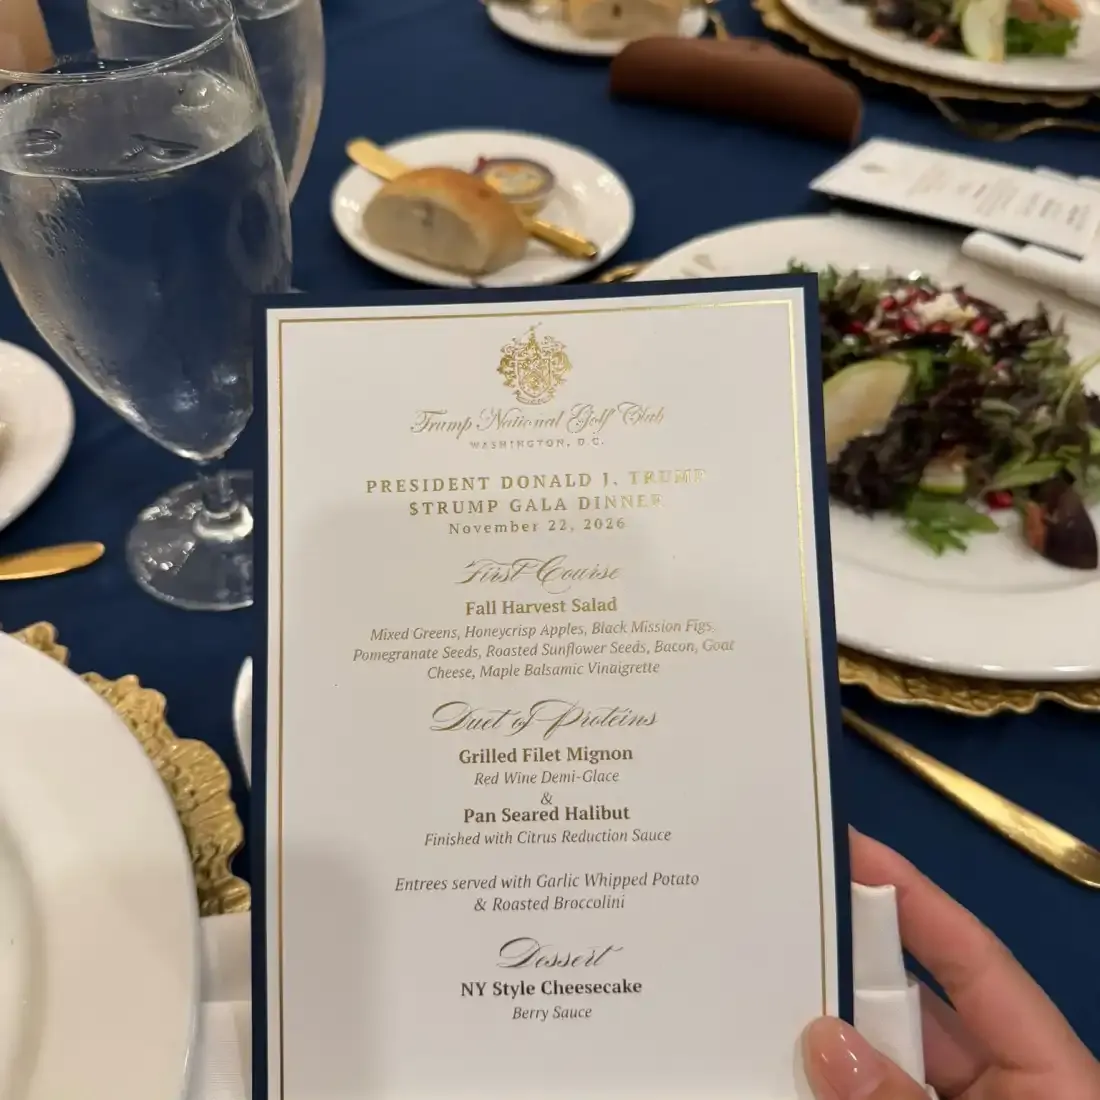 Trump National Golf Club
WASHINGTON, D.C.
PRESIDENT DONALD J. TRUMP
$TRUMP GALA DINNER
November 22, 2026
First Course
Fall Harvest Salad
Mixed Greens, Honeycrisp Apples, Black Mission Figs,
Pomegranate Seeds, Roasted Sunflower Seeds, Bacon, Goat
Cheese, Maple Balsamic Vinaigrette
Duet of Proteins
Grilled Filet Mignon
Red Wine Demi-Glace
&
Pan Seared Halibut
Finished with Citrus Reduction Sauce
Entrees served with Garlic Whipped Potato
& Roasted Broccolini
Dessert
NY Style Cheesecake
Berry Sauce